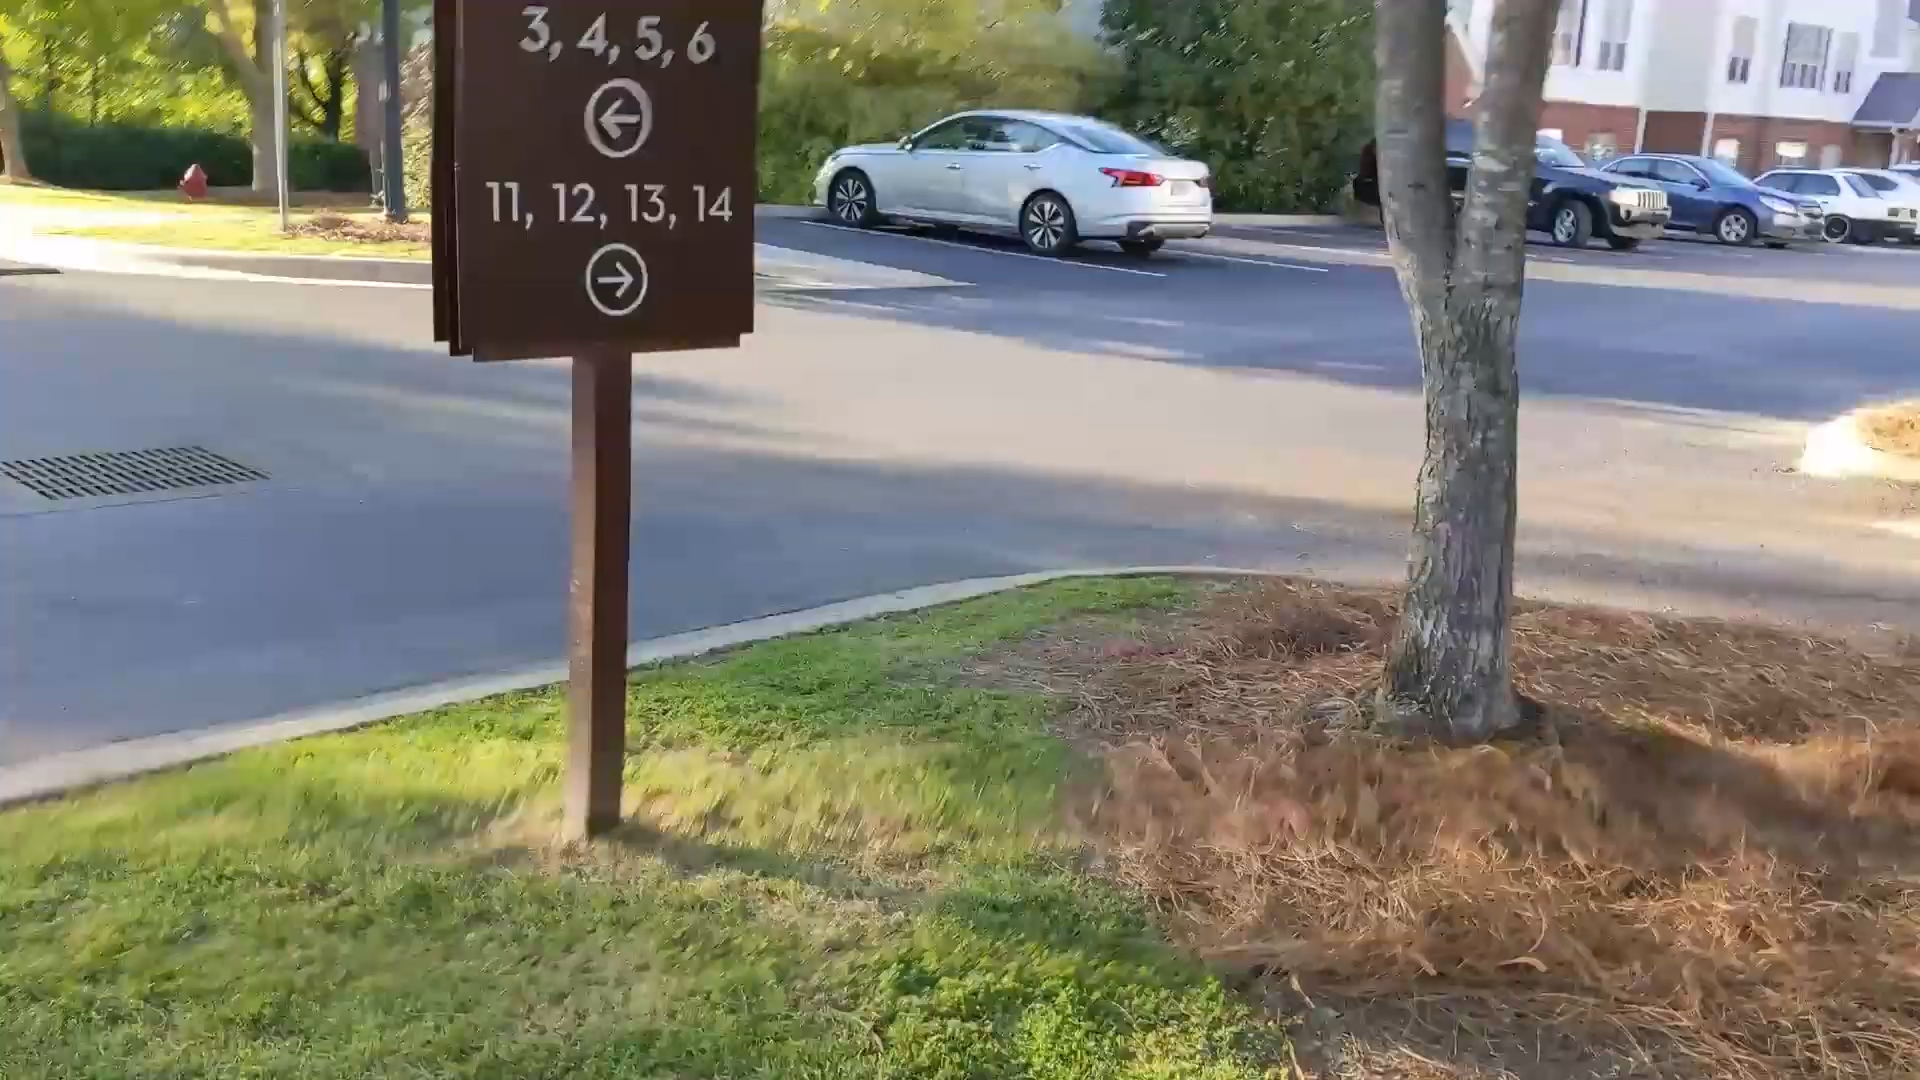 3, 4, 5, 6
←
11, 12, 13, 14
→